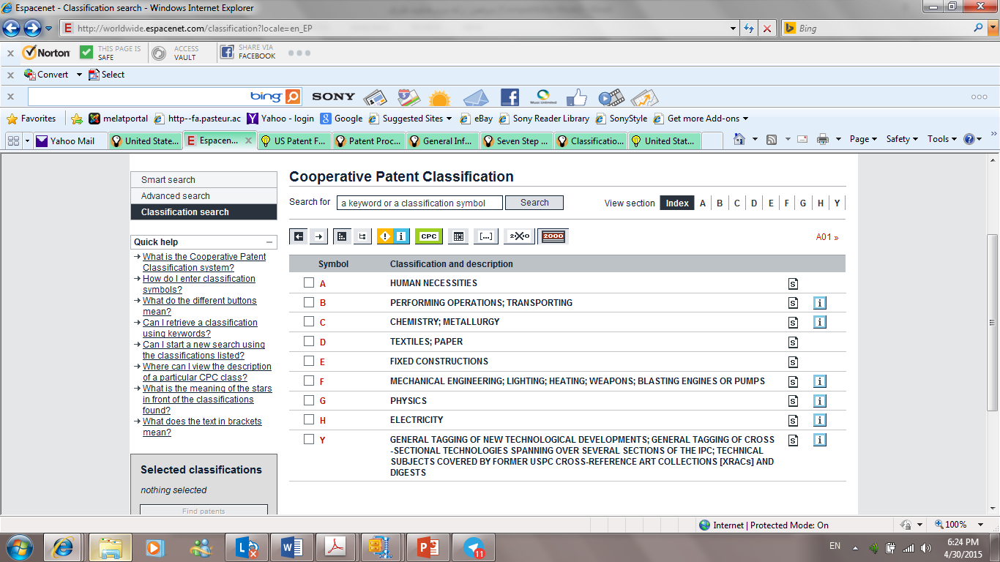 Espacenet - Classification search - Windows Internet Explorer
http://worldwide.espacenet.com/classification?locale=en_EP
Bing
x Norton THIS PAGE IS SAFE ACCESS VAULT SHARE VIA FACEBOOK
x Convert Select
x bing SONY
Favorites melatportal http--fa.pasteur.ac Yahoo - login Google Suggested Sites eBay Sony Reader Library SonyStyle Get more Add-ons
Yahoo Mail United State... Espacen... x US Patent F... Patent Proc... General Inf... Seven Step ... Classificatio... United Stat... Page Safety Tools
Smart search
Advanced search
Classification search
Quick help
What is the Cooperative Patent
Classification system?
How do I enter classification
symbols?
What do the different buttons
mean?
Can I retrieve a classification
using keywords?
Can I start a new search using
the classifications listed?
Where can I view the description
of a particular CPC class?
What is the meaning of the stars
in front of the classifications
found?
What does the text in brackets
mean?
Selected classifications
nothing selected
Find patents
Cooperative Patent Classification
Search for a keyword or a classification symbol Search View section Index A B C D E F G H Y
! i CPC [...] 2X0 2000 A01 »
Symbol Classification and description
A HUMAN NECESSITIES S
B PERFORMING OPERATIONS; TRANSPORTING S i
C CHEMISTRY; METALLURGY S i
D TEXTILES; PAPER S
E FIXED CONSTRUCTIONS S
F MECHANICAL ENGINEERING; LIGHTING; HEATING; WEAPONS; BLASTING ENGINES OR PUMPS S i
G PHYSICS S i
H ELECTRICITY S i
Y GENERAL TAGGING OF NEW TECHNOLOGICAL DEVELOPMENTS; GENERAL TAGGING OF CROSS S i
-SECTIONAL TECHNOLOGIES SPANNING OVER SEVERAL SECTIONS OF THE IPC; TECHNICAL
SUBJECTS COVERED BY FORMER USPC CROSS-REFERENCE ART COLLECTIONS [XRACs] AND
DIGESTS
Internet | Protected Mode: On 100%
EN 6:24 PM
11 4/30/2015